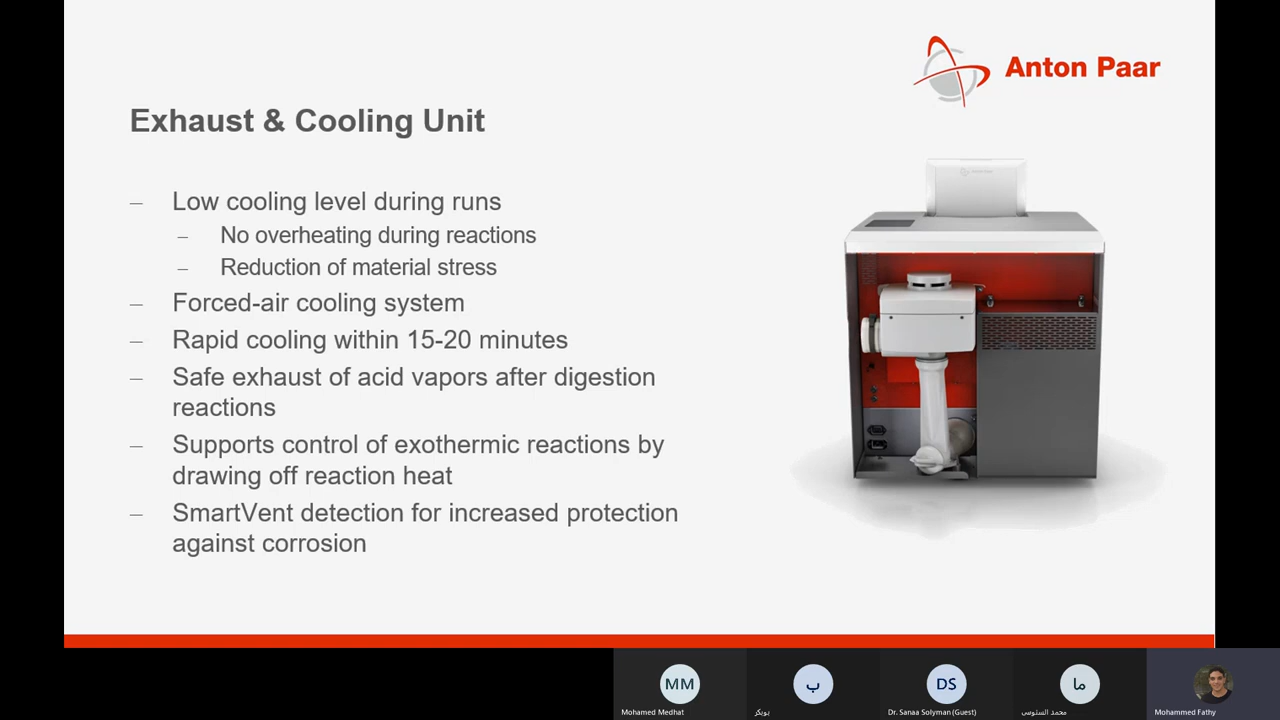 Anton Paar
Exhaust & Cooling Unit
– Low cooling level during runs
– No overheating during reactions
– Reduction of material stress
– Forced-air cooling system
– Rapid cooling within 15-20 minutes
– Safe exhaust of acid vapors after digestion
reactions
– Supports control of exothermic reactions by
drawing off reaction heat
– SmartVent detection for increased protection
against corrosion
MM
ب
DS
ما
Mohamed Medhat
بوبكر
Dr. Sanaa Solyman (Guest)
محمد السنوسى
Mohammed Fathy